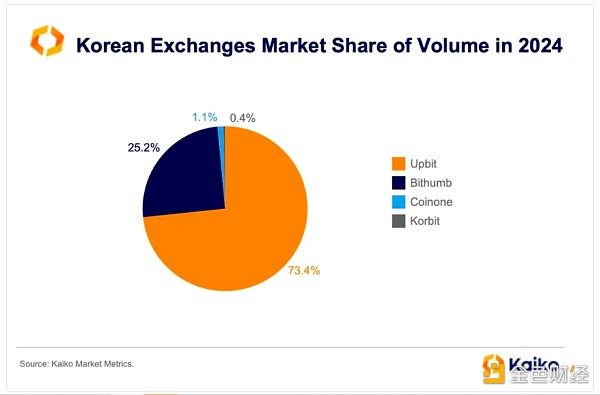 Korean Exchanges Market Share of Volume in 2024
1.1%
0.4%
25.2%
73.4%
Upbit
Bithumb
Coinone
Korbit
Source: Kaiko Market Metrics.
Kaiko
金色财经